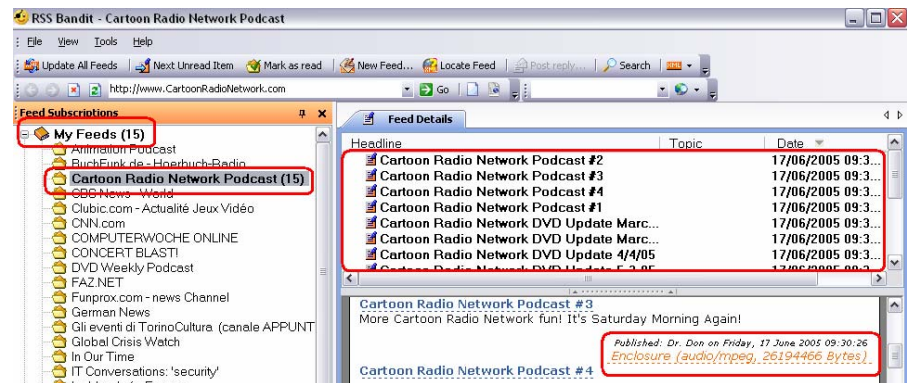 RSS Bandit - Cartoon Radio Network Podcast
File View Tools Help
Update All Feeds Next Unread Item Mark as read New Feed... Locate Feed Post reply... Search
http://www.CartoonRadioNetwork.com Go
Feed Subscriptions
My Feeds (15)
Animation Podcast
BuchFunk.de - Hoerbuch-Radio
Cartoon Radio Network Podcast (15)
CBS News - World
Clubic.com - Actualité Jeux Vidéo
CNN.com
COMPUTERWOCHE ONLINE
CONCERT BLAST!
DVD Weekly Podcast
FAZ.NET
Funprox.com - news Channel
German News
Gli eventi di TorinoCultura (canale APPUNT
Global Crisis Watch
In Our Time
IT Conversations: 'security'
Feed Details
Headline Topic Date
Cartoon Radio Network Podcast #2 17/06/2005 09:3...
Cartoon Radio Network Podcast #3 17/06/2005 09:3...
Cartoon Radio Network Podcast #4 17/06/2005 09:3...
Cartoon Radio Network Podcast #1 17/06/2005 09:3...
Cartoon Radio Network DVD Update Marc... 17/06/2005 09:3...
Cartoon Radio Network DVD Update Marc... 17/06/2005 09:3...
Cartoon Radio Network DVD Update 4/4/05 17/06/2005 09:3...
Cartoon Radio Network DVD Update
Cartoon Radio Network Podcast #3
More Cartoon Radio Network fun! It's Saturday Morning Again!
Published: Dr. Don on Friday, 17 June 2005 09:30:26
Enclosure (audio/mpeg, 26194466 Bytes)
Cartoon Radio Network Podcast #4